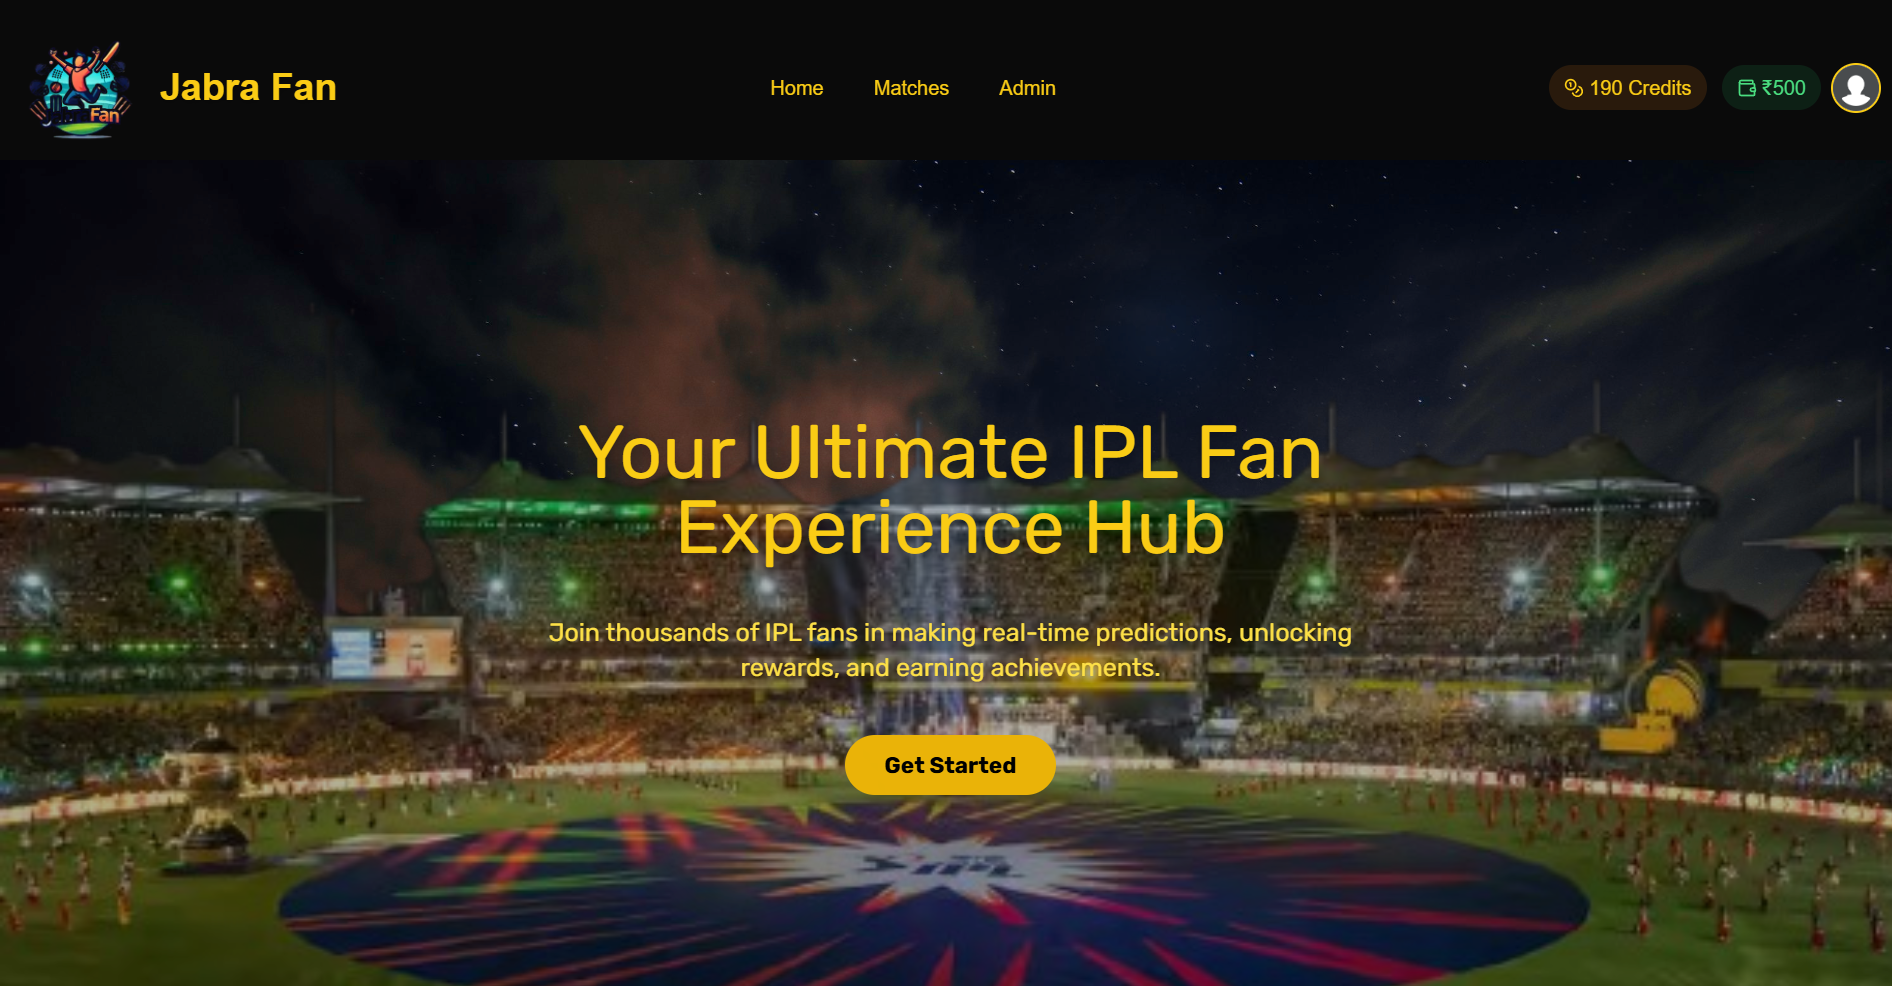 Fan
Jabra Fan
Home
Matches
Admin
190 Credits
₹500
Your Ultimate IPL Fan
Experience Hub
Join thousands of IPL fans in making real-time predictions, unlocking
rewards, and earning achievements.
Get Started
IPL